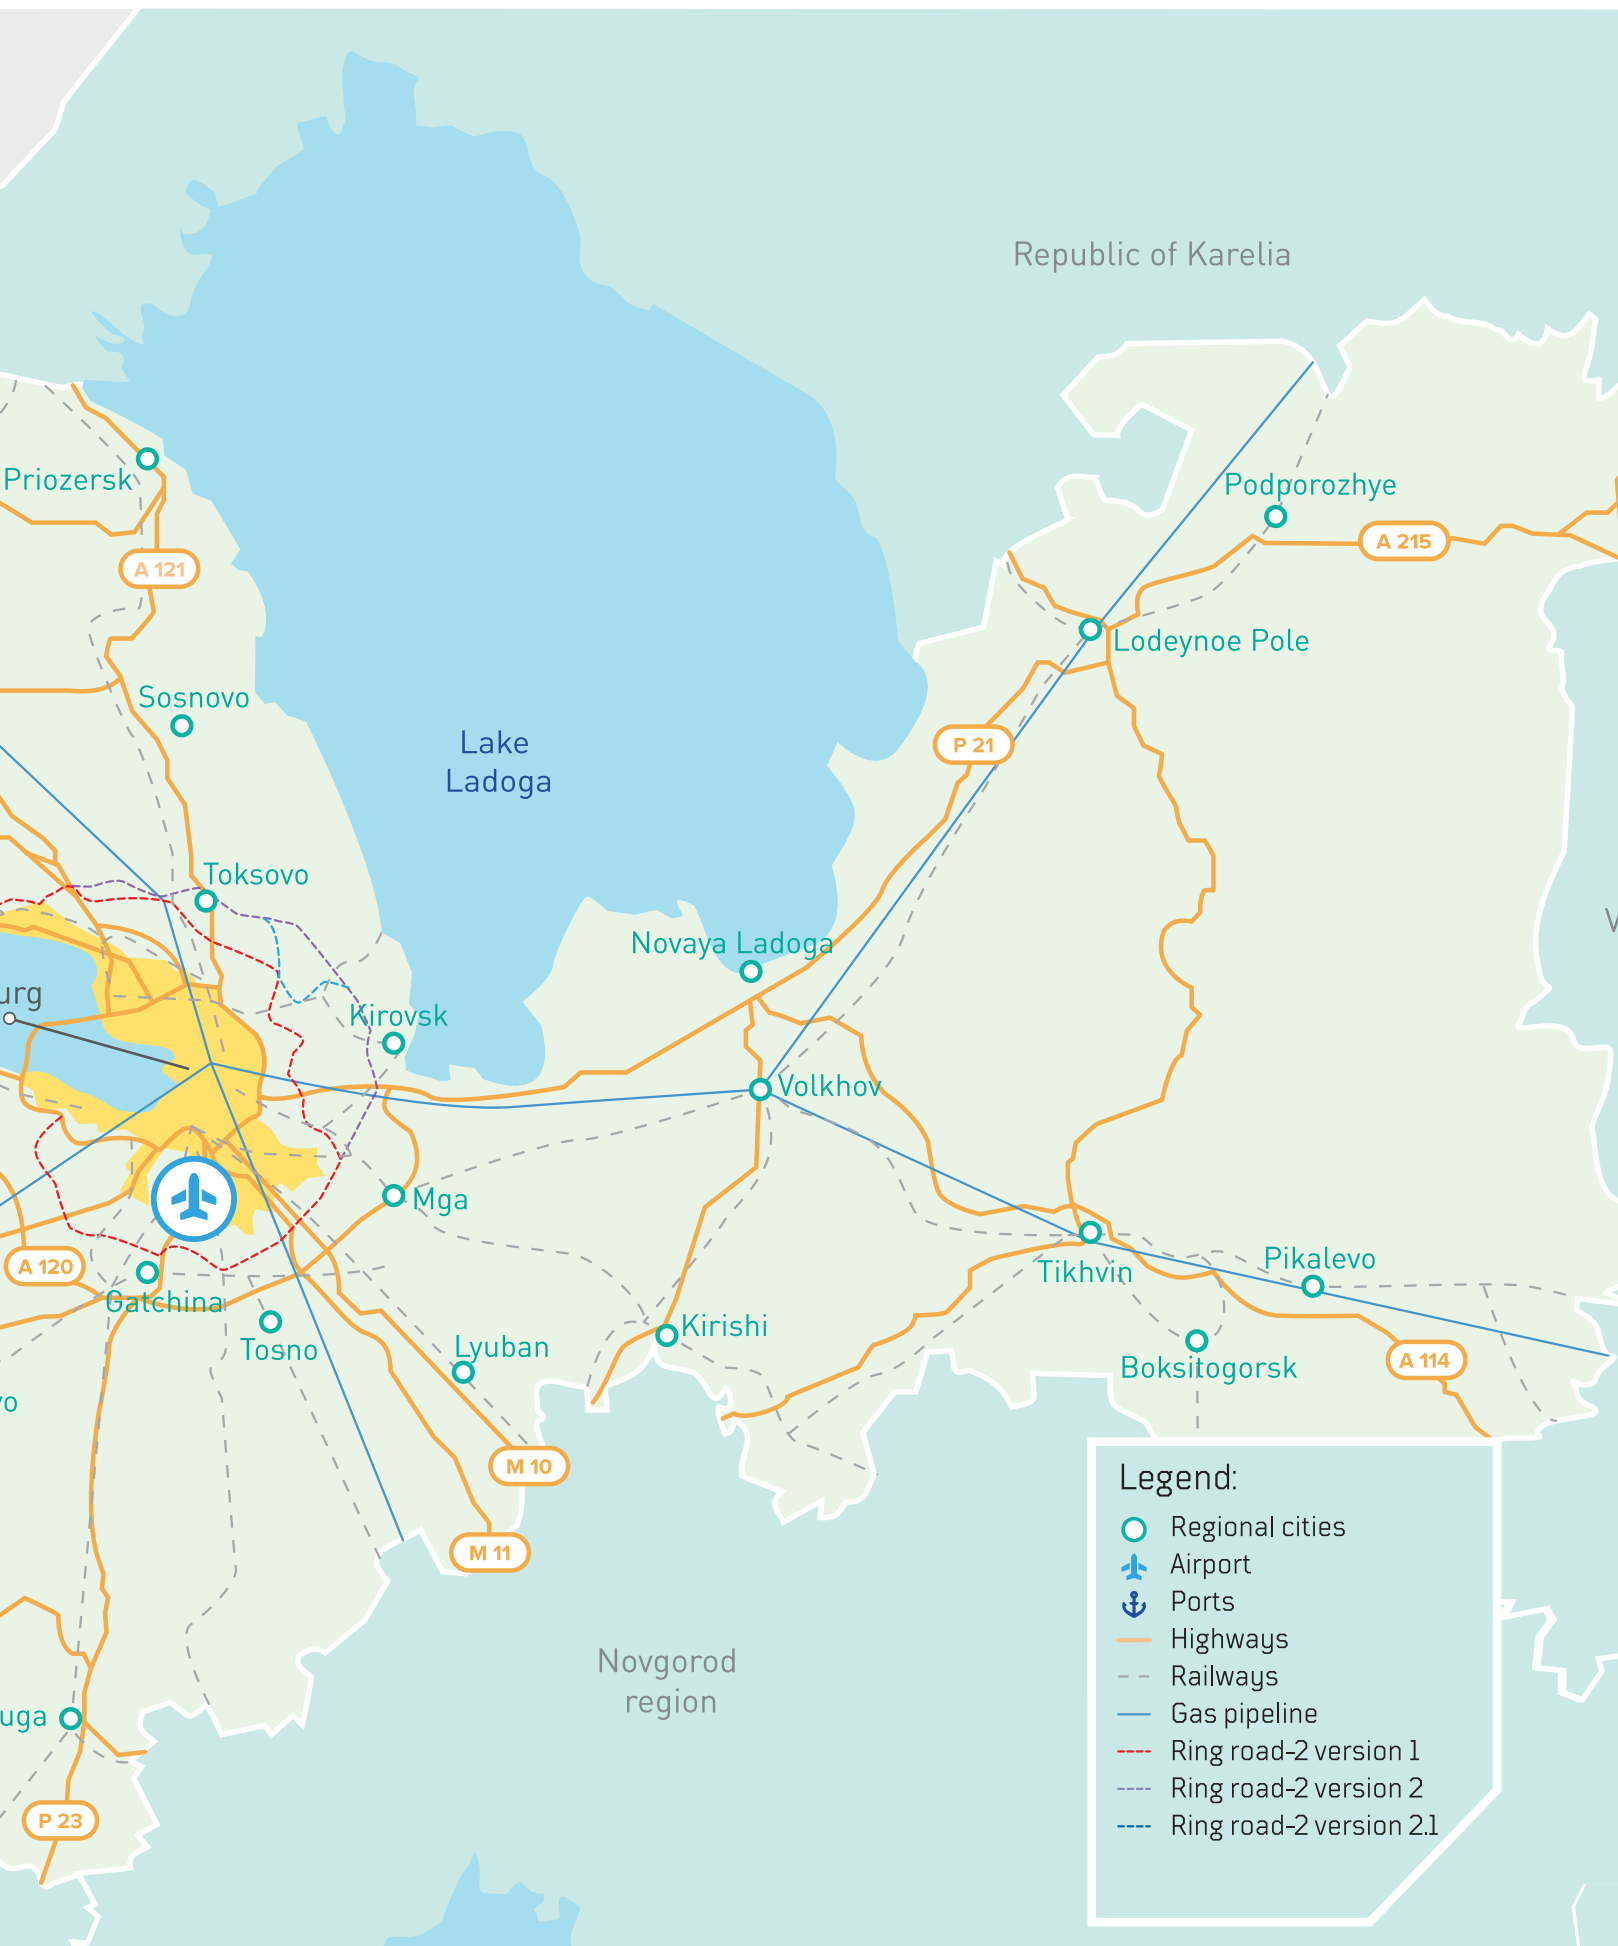 Republic of Karelia
Priozersk
Podporozhye
A 215
A 121
Lodeynoe Pole
Sosnovo
Lake
Ladoga
P 21
Toksovo
Novaya Ladoga
V
urg
Kirovsk
Volkhov
Mga
A 120
Gatchina
Tikhvin
Pikalevo
Tosno
Kirishi
Lyuban
Boksitogorsk
A 114
vo
M 10
M 11
Novgorod
region
uga
P 23
Legend:
Regional cities
Airport
Ports
Highways
Railways
Gas pipeline
Ring road-2 version 1
Ring road-2 version 2
Ring road-2 version 2.1